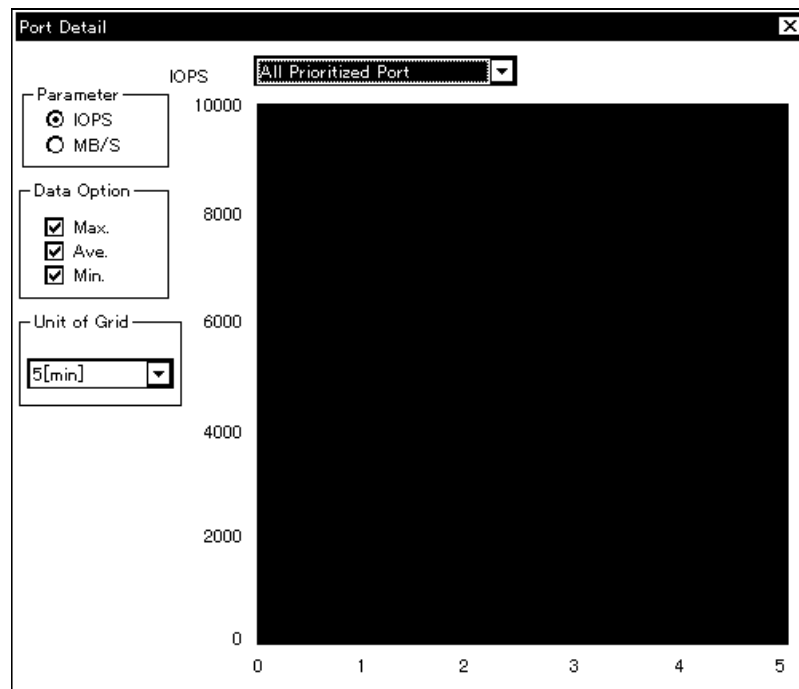 Port Detail
IOPS
All Prioritized Port
Parameter
IOPS
MB/S
Data Option
Max.
Ave.
Min.
Unit of Grid
5[min]
10000
8000
6000
4000
2000
0
0 1 2 3 4 5